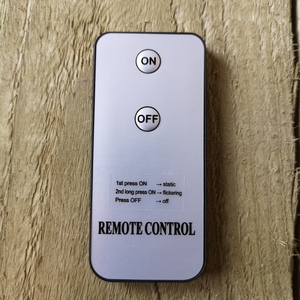 ON
OFF
1st press ON → static
2nd long press ON → flickering
Press OFF → off
REMOTE CONTROL